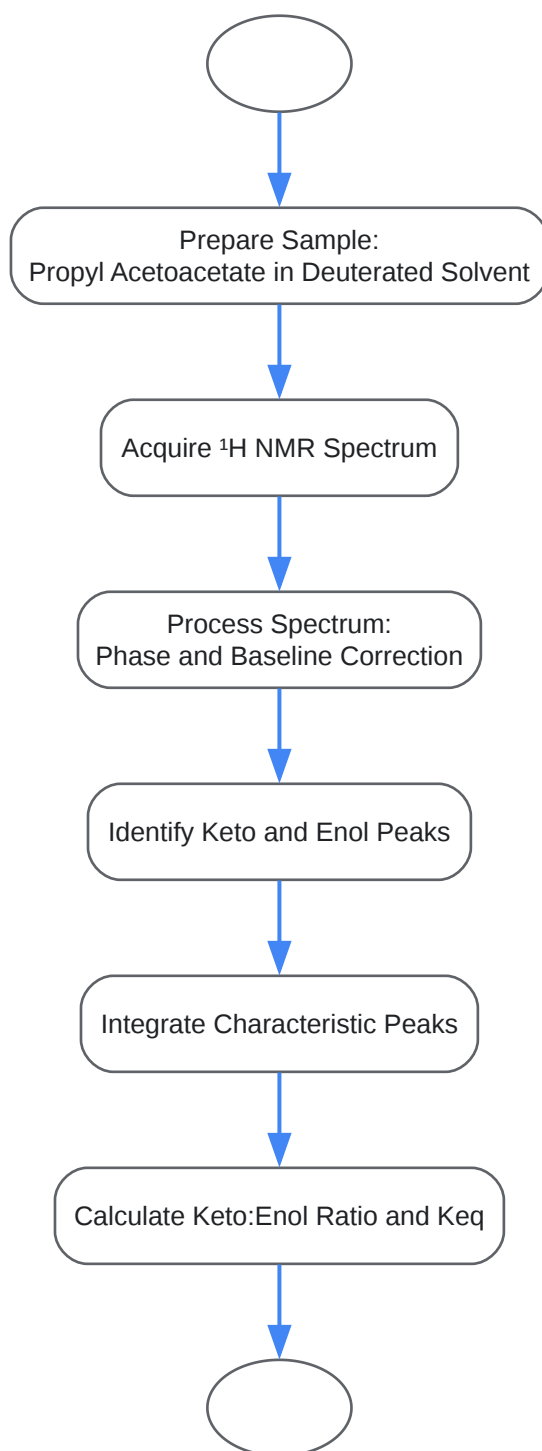 Prepare Sample:
Propyl Acetoacetate in Deuterated Solvent
Acquire ¹H NMR Spectrum
Process Spectrum:
Phase and Baseline Correction
Identify Keto and Enol Peaks
Integrate Characteristic Peaks
Calculate Keto:Enol Ratio and Keq